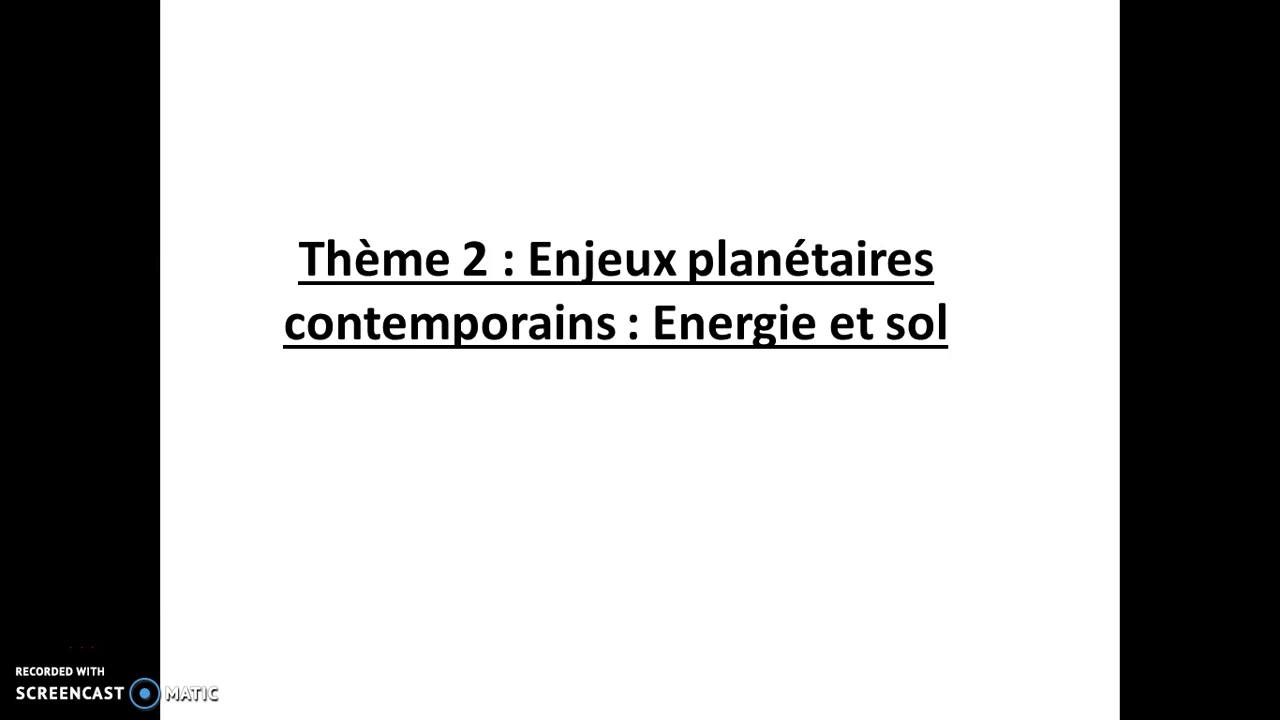 Thème 2 : Enjeux planétaires
contemporains : Energie et sol
RECORDED WITH
SCREENCAST MATIC